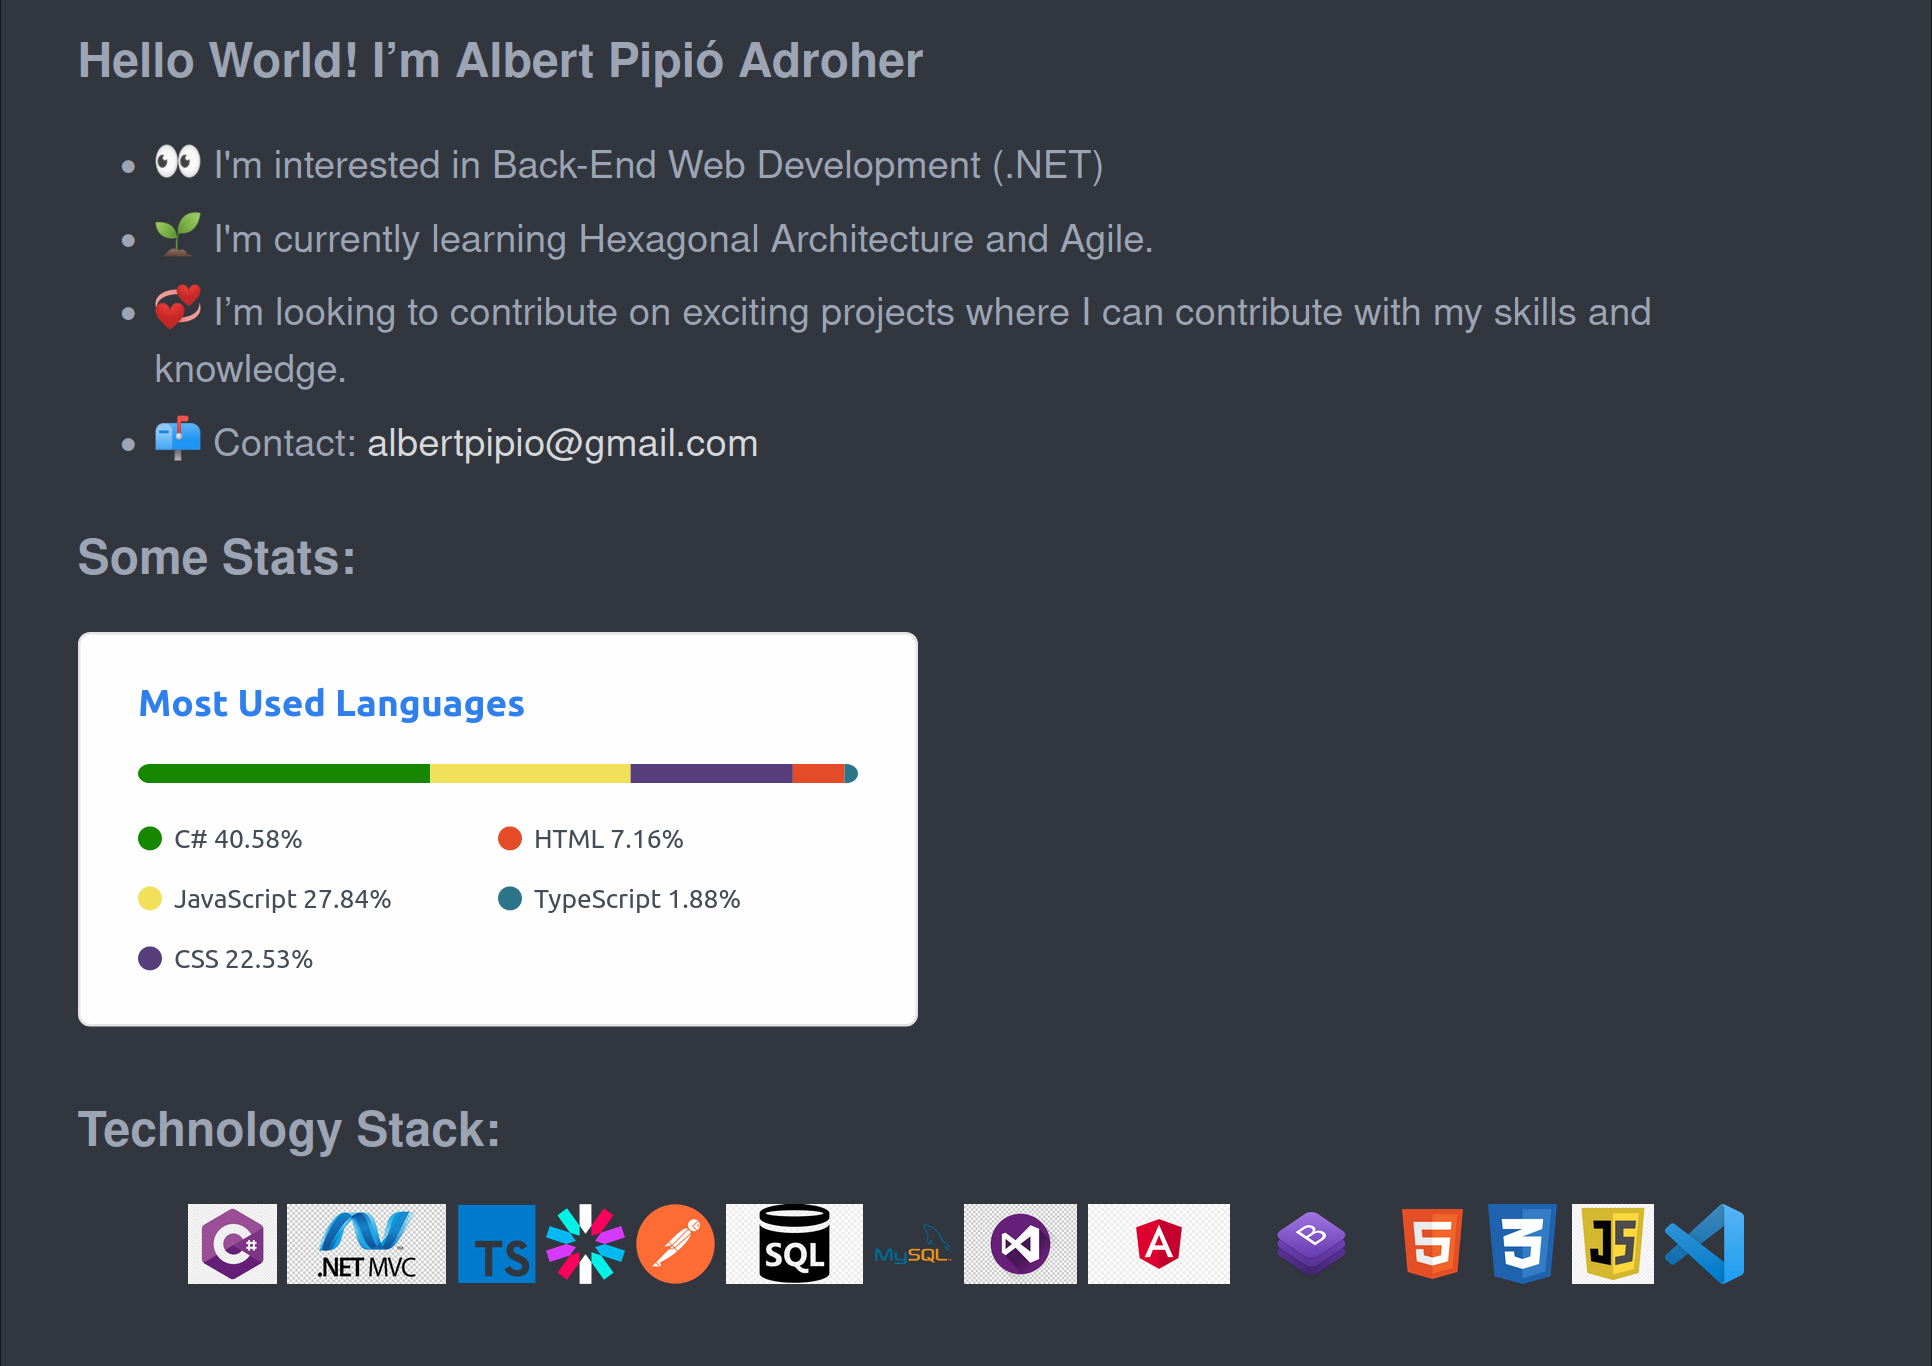 Hello World! I’m Albert Pipió Adroher
👀 I'm interested in Back-End Web Development (.NET)
🌱 I'm currently learning Hexagonal Architecture and Agile.
💞 I’m looking to contribute on exciting projects where I can contribute with my skills and
knowledge.
📫 Contact: albertpipio@gmail.com
Some Stats:
Most Used Languages
C# 40.58%
HTML 7.16%
JavaScript 27.84%
TypeScript 1.88%
CSS 22.53%
Technology Stack:
C# .NET MVC TS SQL MySQL A B 5 3 JS